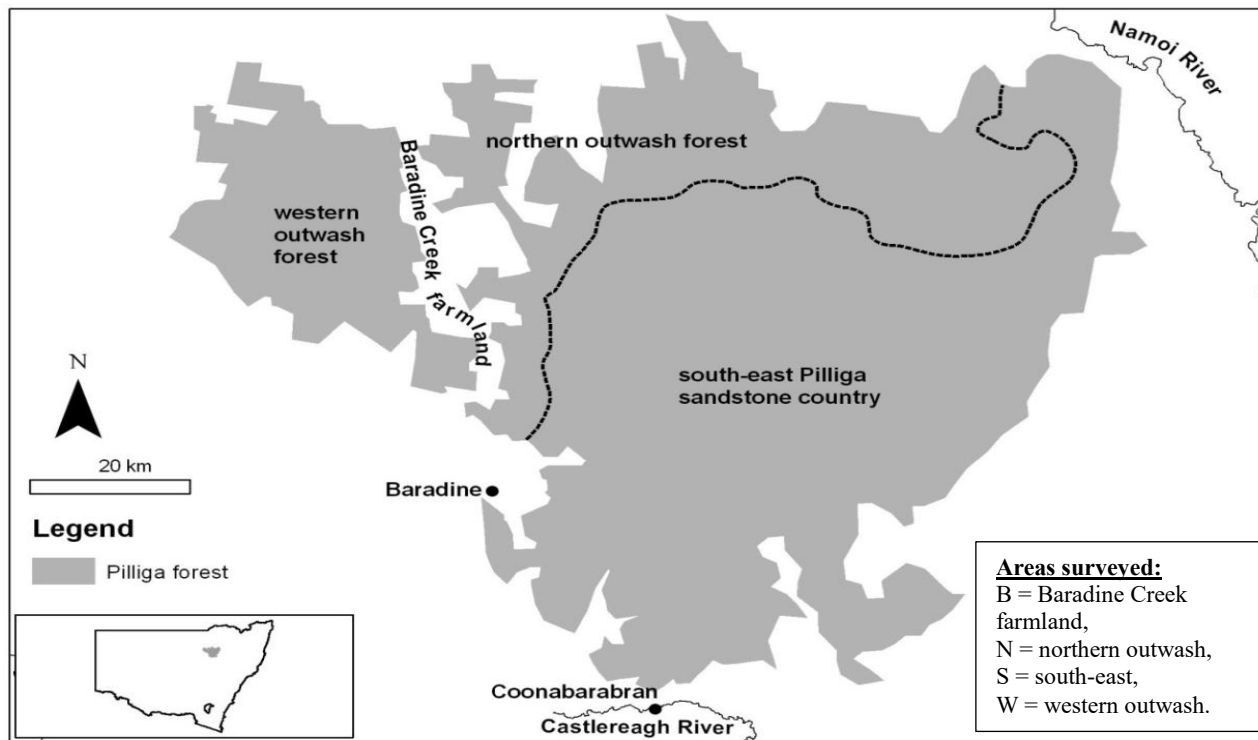 Namoi River
northern outwash forest
Baradine Creek
farmland
western
outwash
forest
south-east Pilliga
sandstone country
N
20 km
Baradine
Legend
Pilliga forest
Areas surveyed:
B = Baradine Creek
farmland,
N = northern outwash,
S = south-east,
W = western outwash.
Coonabarabran
Castlereagh River